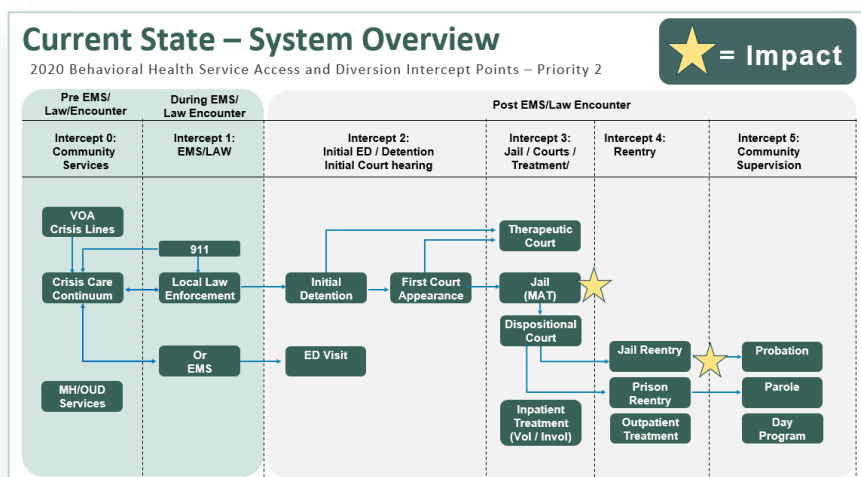 Current State – System Overview
= Impact
2020 Behavioral Health Service Access and Diversion Intercept Points – Priority 2
Pre EMS/
Law/Encounter
During EMS/
Law Encounter
Post EMS/Law Encounter
Intercept 0:
Community
Services
Intercept 1:
EMS/LAW
Intercept 2:
Initial ED / Detention
Initial Court hearing
Intercept 3:
Jail / Courts /
Treatment/
Intercept 4:
Reentry
Intercept 5:
Community
Supervision
VOA
Crisis Lines
911
Therapeutic
Court
Crisis Care
Continuum
Local Law
Enforcement
Initial
Detention
First Court
Appearance
Jail
(MAT)
Dispositional
Court
Or
EMS
ED Visit
Jail Reentry
Probation
MH/OUD
Services
Prison
Reentry
Parole
Inpatient
Treatment
(Vol / Invol)
Outpatient
Treatment
Day
Program